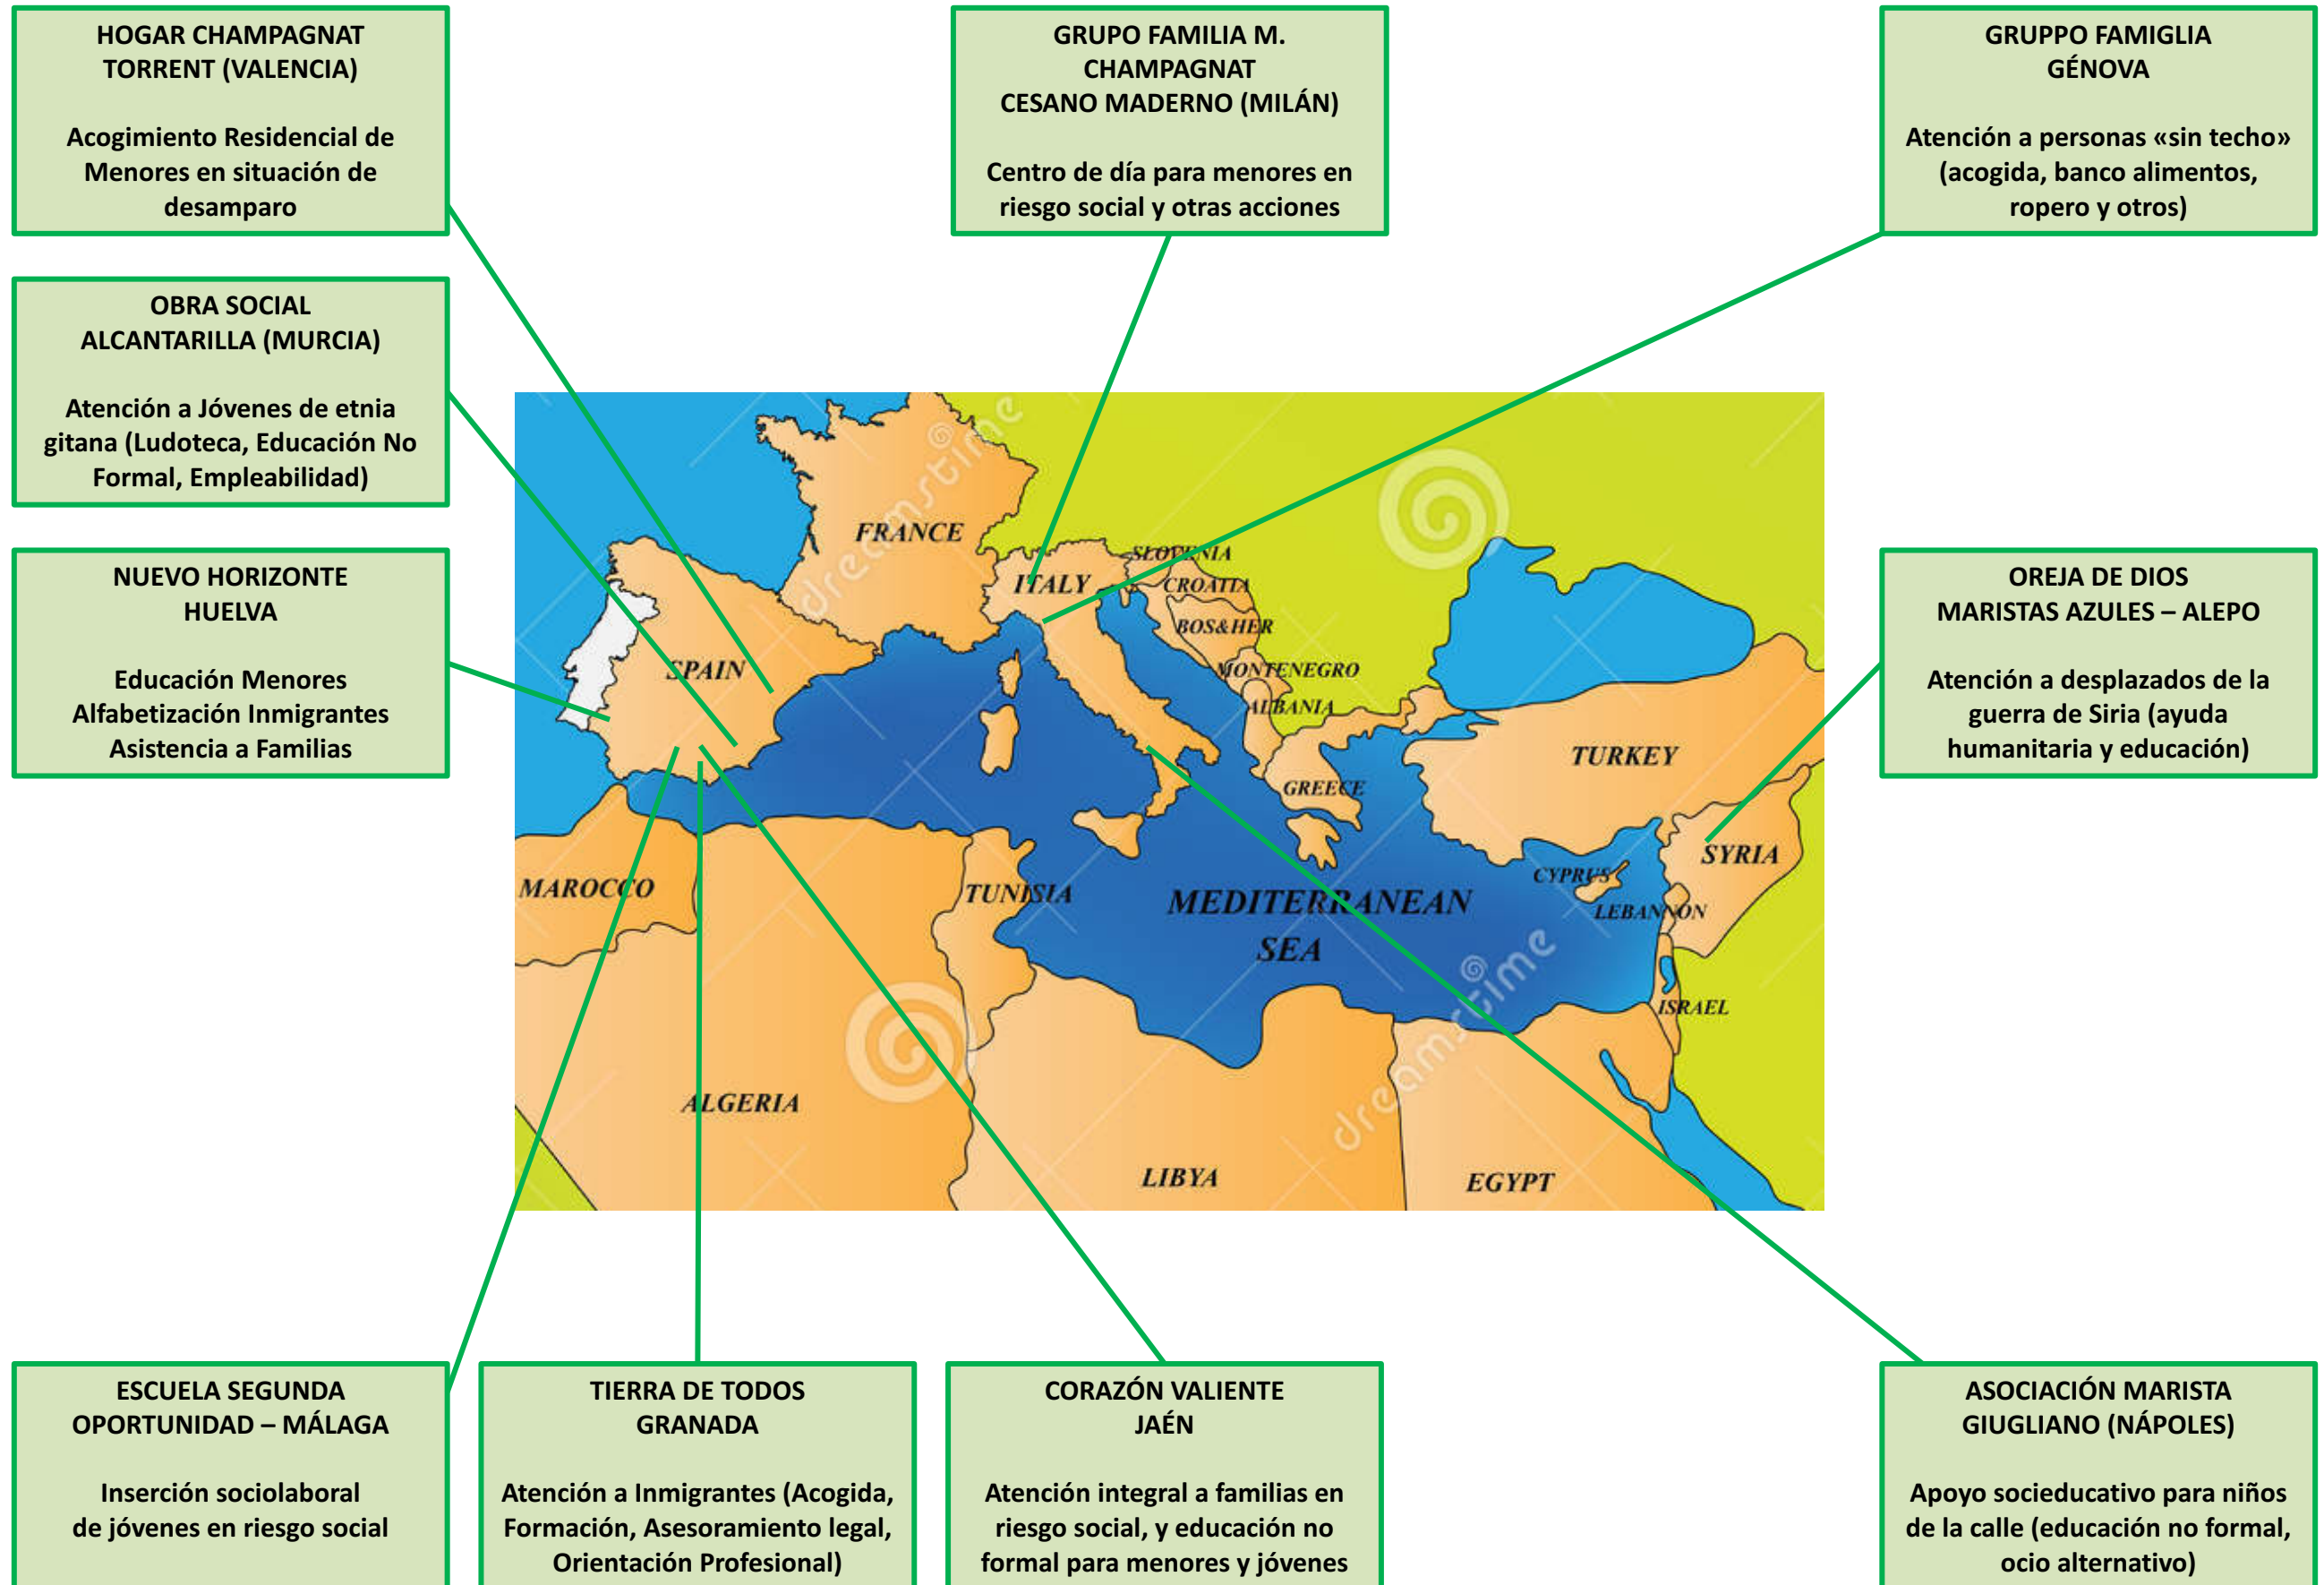 HOGAR CHAMPAGNAT
TORRENT (VALENCIA)
Acogimiento Residencial de
Menores en situación de
desamparo
GRUPO FAMILIA M.
CHAMPAGNAT
CESANO MADERNO (MILÁN)
Centro de día para menores en
riesgo social y otras acciones
GRUPPO FAMIGLIA
GÉNOVA
Atención a personas «sin techo»
(acogida, banco alimentos,
ropero y otros)
OBRA SOCIAL
ALCANTARILLA (MURCIA)
Atención a Jóvenes de etnia
gitana (Ludoteca, Educación No
Formal, Empleabilidad)
NUEVO HORIZONTE
HUELVA
Educación Menores
Alfabetización Inmigrantes
Asistencia a Familias
OREJA DE DIOS
MARISTAS AZULES – ALEPO
Atención a desplazados de la
guerra de Siria (ayuda
humanitaria y educación)
FRANCE
SLOVENIA
ITALY
CROATIA
BOS&HER
SPAIN
MONTENEGRO
ALBANIA
TURKEY
GREECE
SYRIA
CYPRUS
MAROCCO
TUNISIA
MEDITERRANEAN
SEA
LEBANNON
ISRAEL
ALGERIA
LIBYA
EGYPT
dreamstime
dreamstime
ESCUELA SEGUNDA
OPORTUNIDAD – MÁLAGA
Inserción sociolaboral
de jóvenes en riesgo social
TIERRA DE TODOS
GRANADA
Atención a Inmigrantes (Acogida,
Formación, Asesoramiento legal,
Orientación Profesional)
CORAZÓN VALIENTE
JAÉN
Atención integral a familias en
riesgo social, y educación no
formal para menores y jóvenes
ASOCIACIÓN MARISTA
GIUGLIANO (NÁPOLES)
Apoyo socieducativo para niños
de la calle (educación no formal,
ocio alternativo)